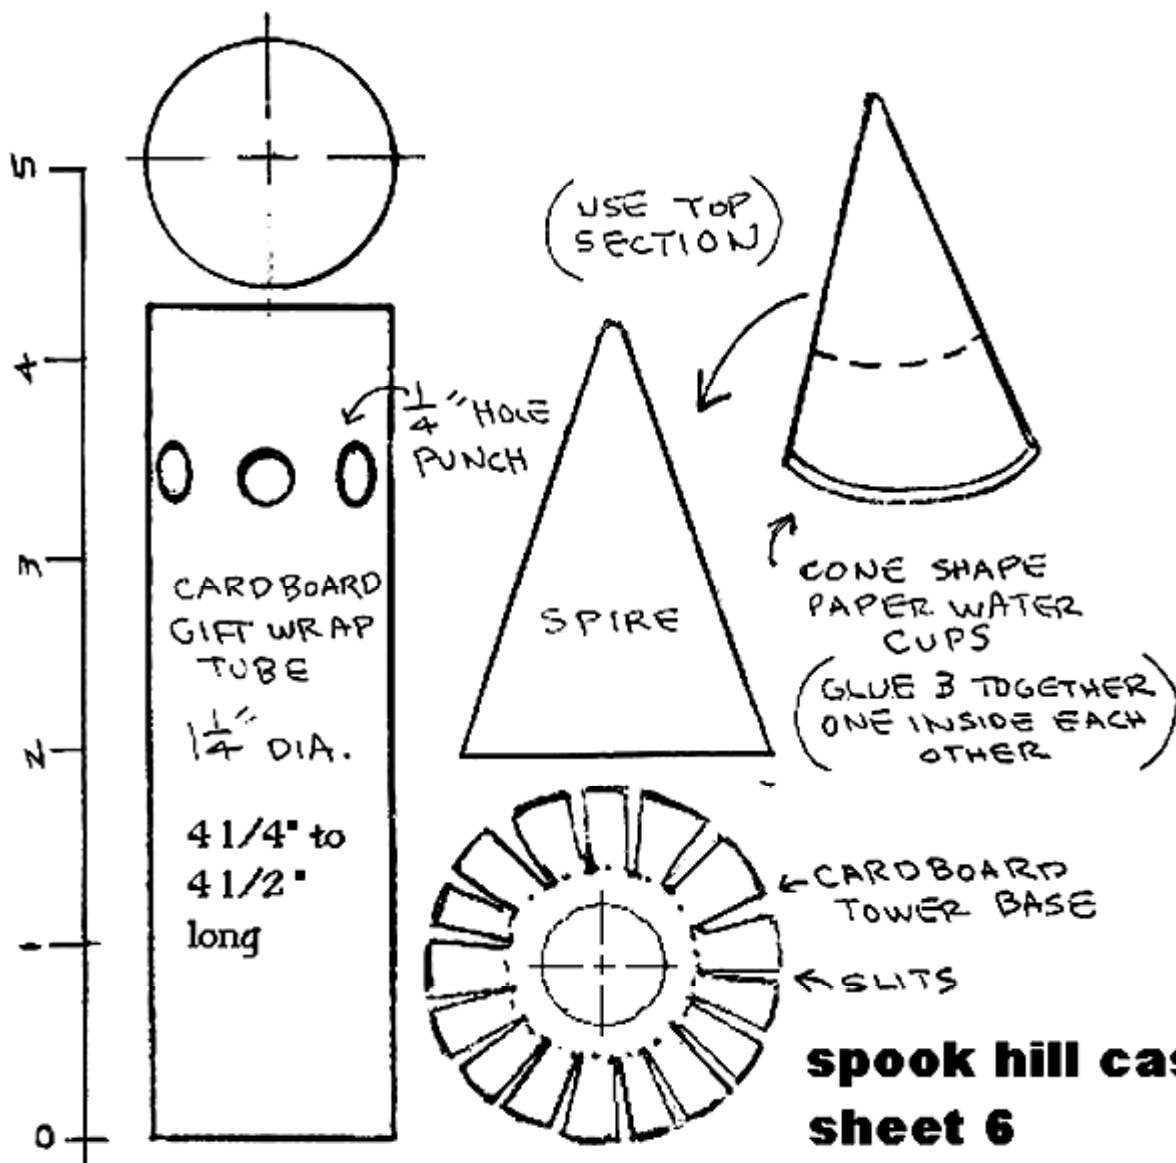 5
4
3
2
1
0
(USE TOP
SECTION)
1/4" HOLE
PUNCH
CARDBOARD
GIFT WRAP
TUBE
1 1/4" DIA.
4 1/4" to
4 1/2"
long
SPIRE
CONE SHAPE
PAPER WATER
CUPS
(GLUE 3 TOGETHER
ONE INSIDE EACH
OTHER)
CARDBOARD
TOWER BASE
SLITS
spook hill cas
sheet 6